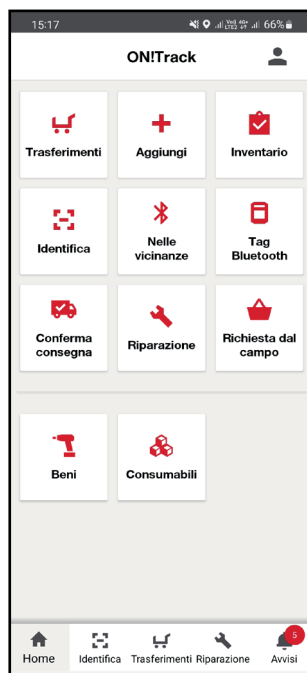 15:17
66%
ON!Track
Trasferimenti
Aggiungi
Inventario
Identifica
Nelle
vicinanze
Tag
Bluetooth
Conferma
consegna
Riparazione
Richiesta dal
campo
Beni
Consumabili
5
Home
Identifica
Trasferimenti
Riparazione
Avvisi